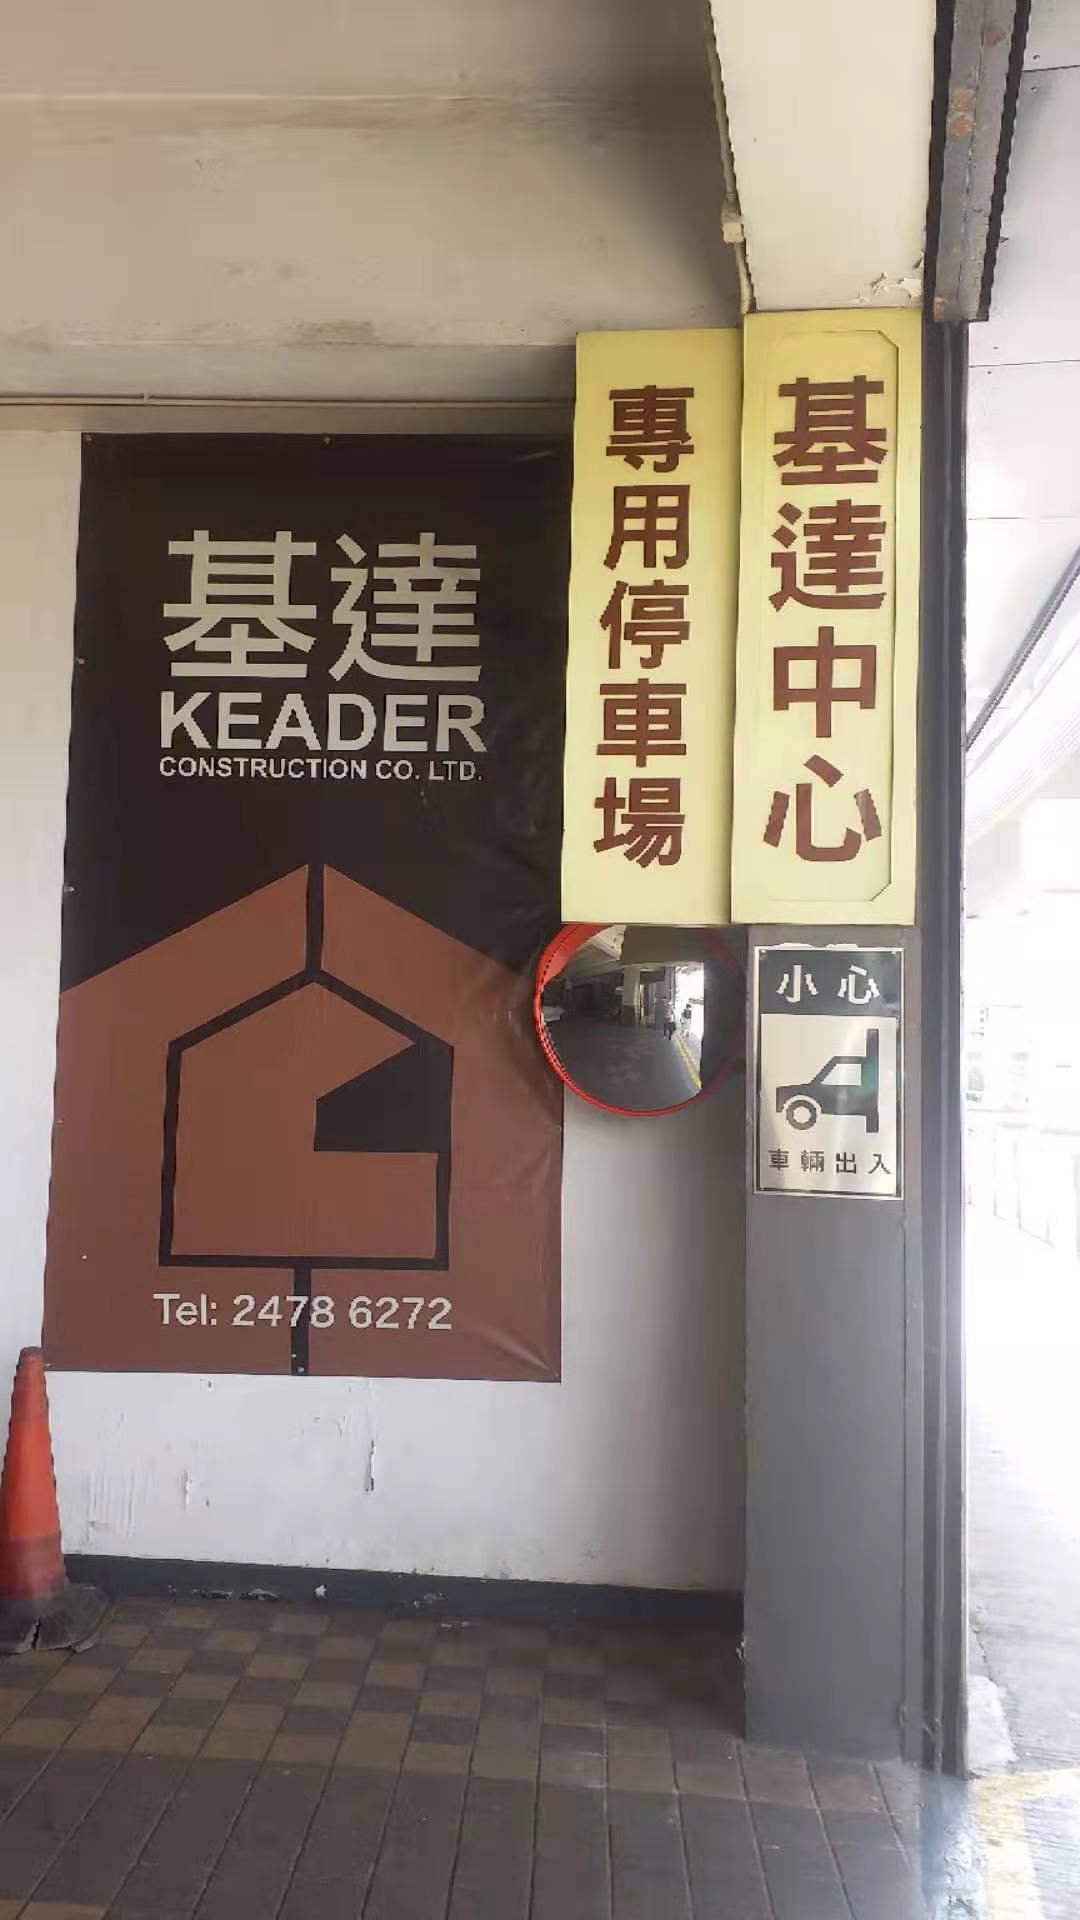 基達
KEADER
CONSTRUCTION CO. LTD.
Tel: 2478 6272
基達中心
專用停車場
小心
車輛出入